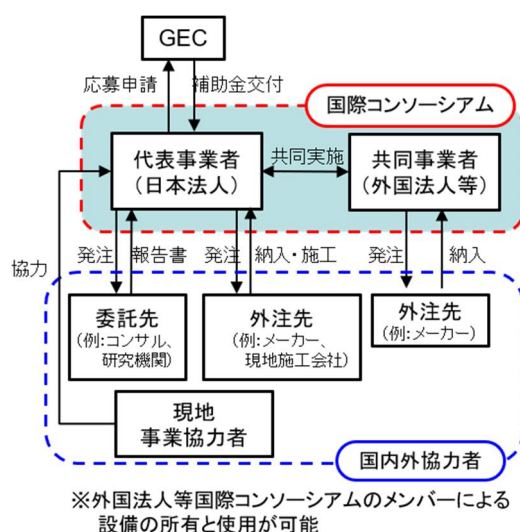 GEC
応募申請
補助金交付
国際コンソーシアム
代表事業者
（日本法人）
共同実施
共同事業者
（外国法人等）
協力
発注
報告書
発注
納入・施工
発注
納入
委託先
（例：コンサル、
研究機関）
外注先
（例：メーカー、
現地施工会社）
外注先
（例：メーカー）
現地
事業協力者
国内外協力者
※外国法人等国際コンソーシアムのメンバーによる
設備の所有と使用が可能